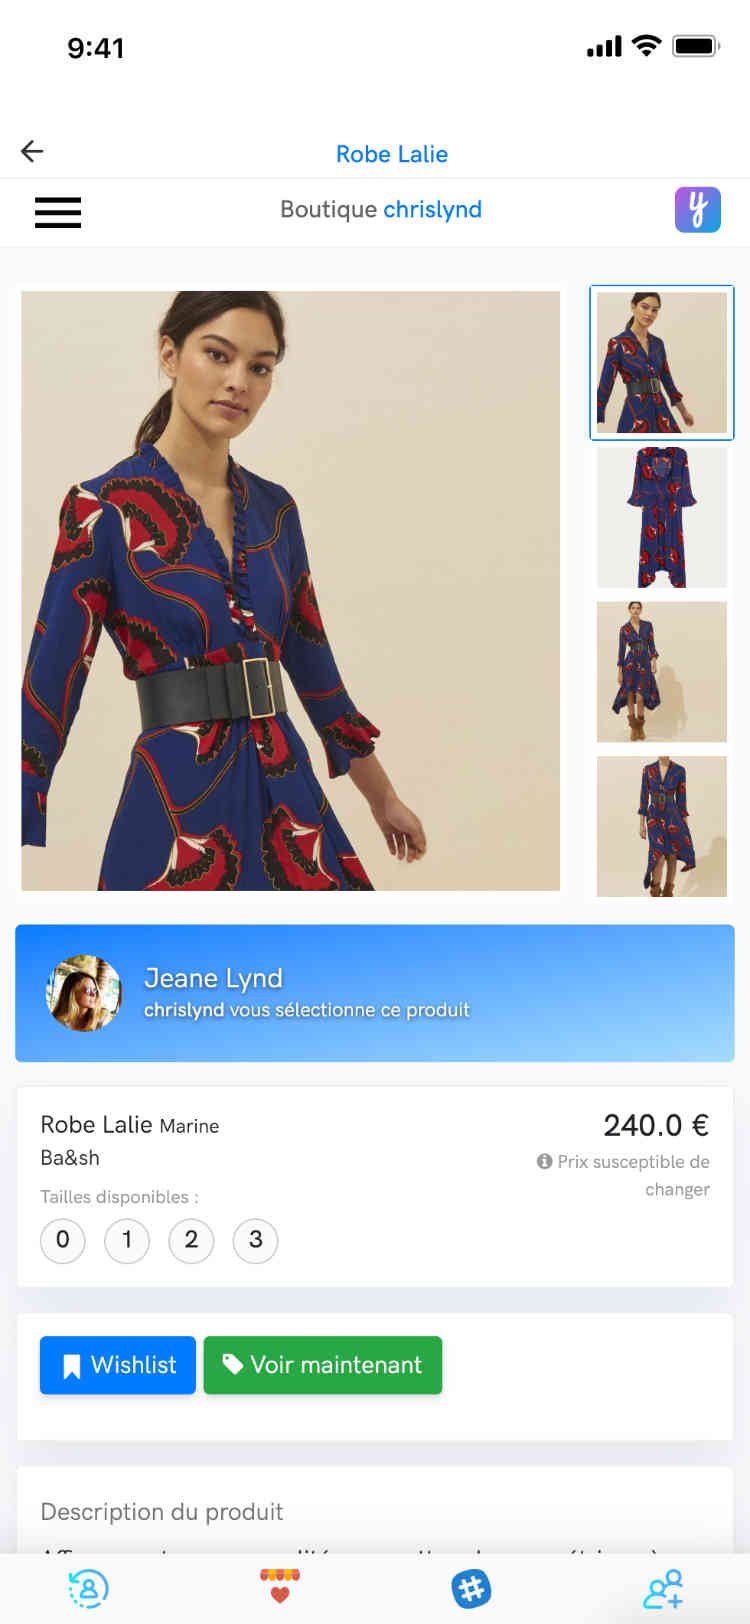 9:41
Robe Lalie
Boutique chrislynd
Jeane Lynd
chrislynd vous sélectionne ce produit
Robe Lalie Marine
240.0 €
Ba&sh
Prix susceptible de
changer
Tailles disponibles :
0 1 2 3
Wishlist
Voir maintenant
Description du produit